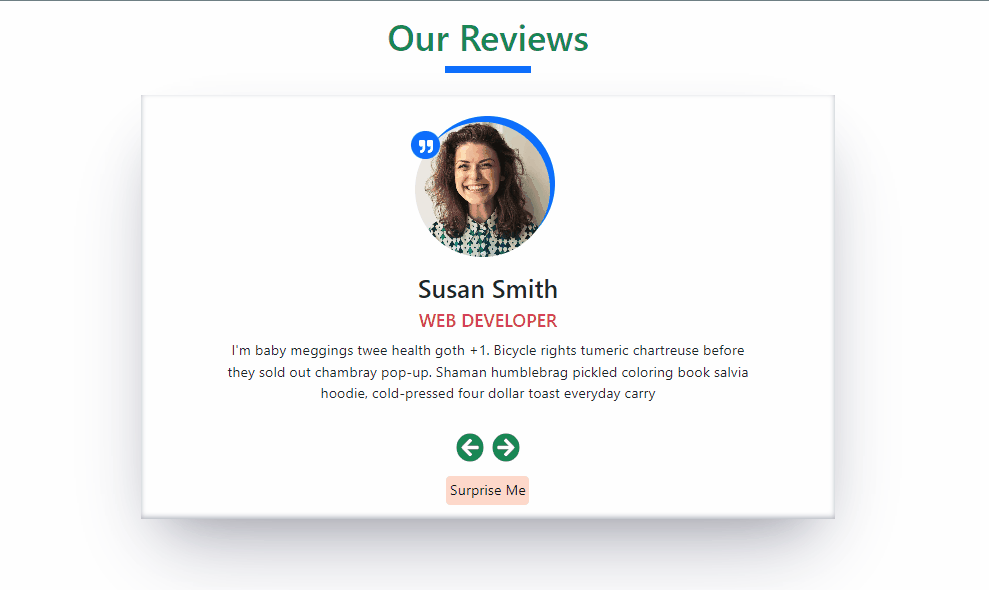 Our Reviews
Susan Smith
WEB DEVELOPER
I'm baby meggings twee health goth +1. Bicycle rights tumeric chartreuse before
they sold out chambray pop-up. Shaman humblebrag pickled coloring book salvia
hoodie, cold-pressed four dollar toast everyday carry
Surprise Me